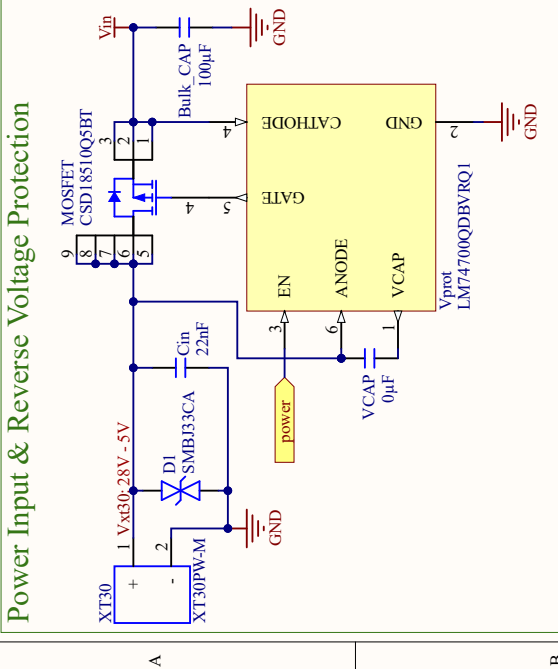 Power Input & Reverse Voltage Protection
XT30
XT30PW-M
+
-
1
2
Vxt30: 28V - 5V
D1
SMBJ33CA
GND
Cin
22nF
MOSFET
CSD18510Q5BT
9
8
7
6
5
3
2
1
4
Vin
Bulk_CAP
100µF
GND
power
3
EN
6
ANODE
1
VCAP
VCAP
0µF
5
GATE
4
CATHODE
2
GND
GND
Vprot
LM74700QDBVRQ1
A
B